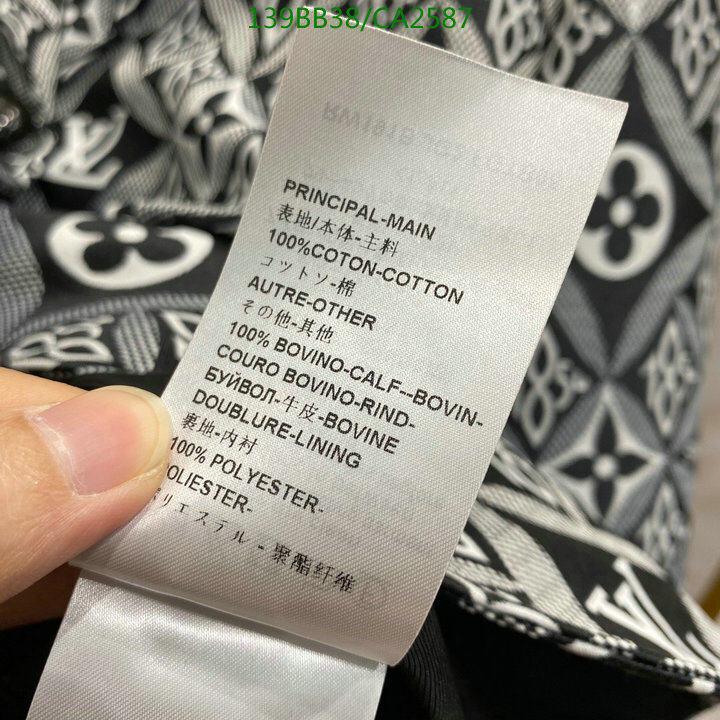 139BB38/CA2587
PRINCIPAL-MAIN
表地/本体-主料
100%COTON-COTTON
コツトソ-棉
AUTRE-OTHER
その他-其他
100% BOVINO-CALF--BOVIN-
COURO BOVINO-RIND-
БУЙВОЛ-牛皮-BOVINE
DOUBLURE-LINING
裏地-内衬
100% POLYESTER-
OLIESTER-
リエステル - 聚酯纤维